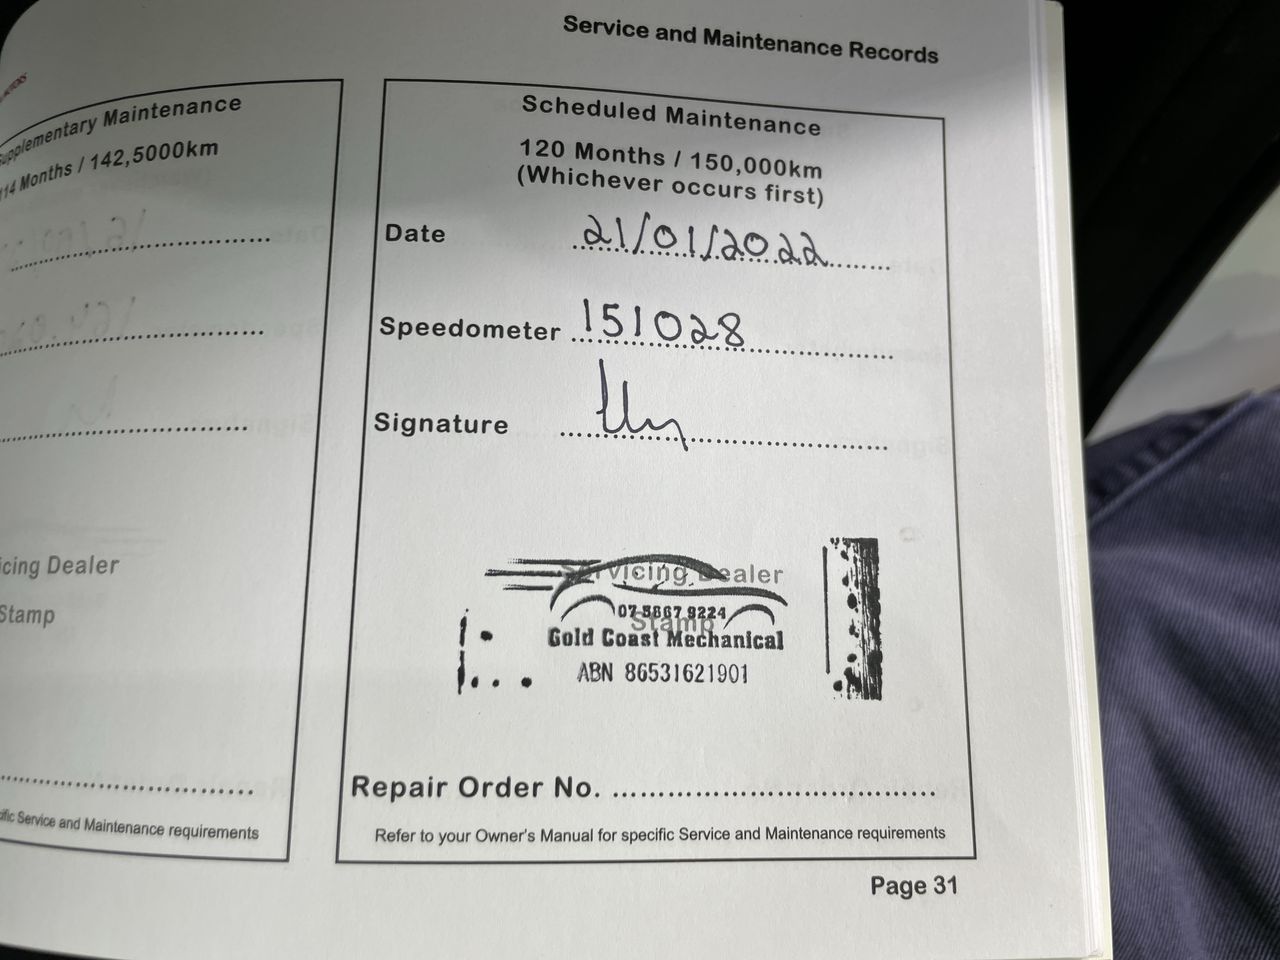 Service and Maintenance Records
Supplementary Maintenance
114 Months / 142,5000km
icing Dealer
Stamp
ific Service and Maintenance requirements
Scheduled Maintenance
120 Months / 150,000km
(Whichever occurs first)
Date 21/01/2022
Speedometer 151028
Signature
Servicing Dealer
07 5667 9224
Stamp
Gold Coast Mechanical
ABN 86531621901
Repair Order No.
Refer to your Owner's Manual for specific Service and Maintenance requirements
Page 31